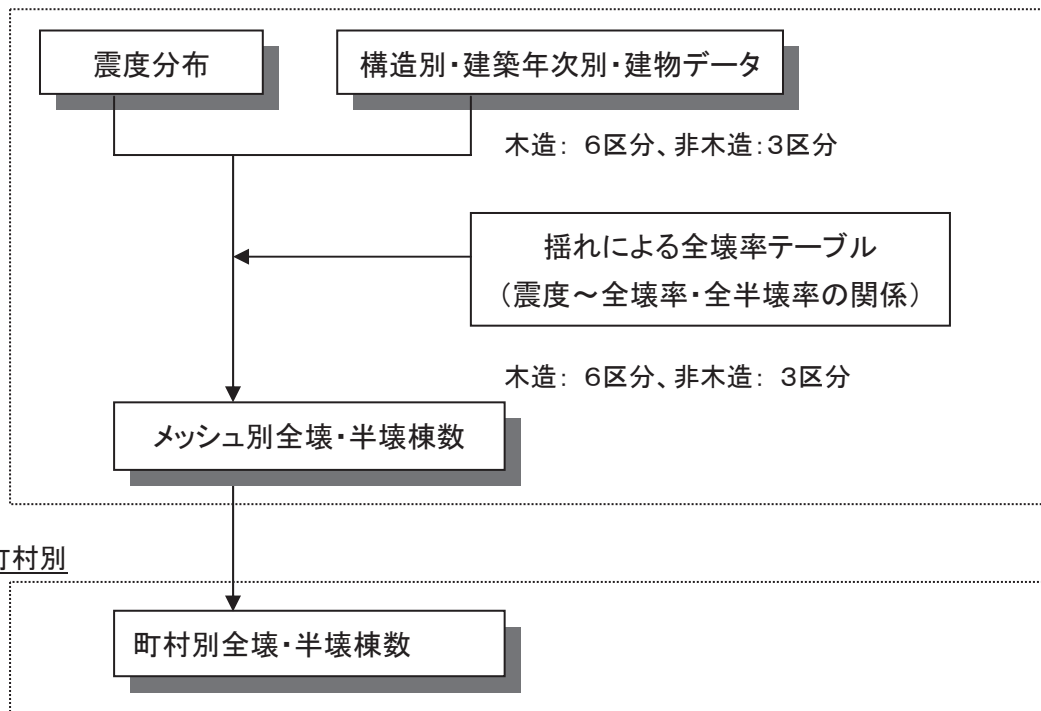 震度分布
構造別・建築年次別・建物データ
木造: 6区分、非木造:3区分
揺れによる全壊率テーブル
(震度~全壊率・全半壊率の関係)
木造: 6区分、非木造: 3区分
メッシュ別全壊・半壊棟数
町村別
町村別全壊・半壊棟数